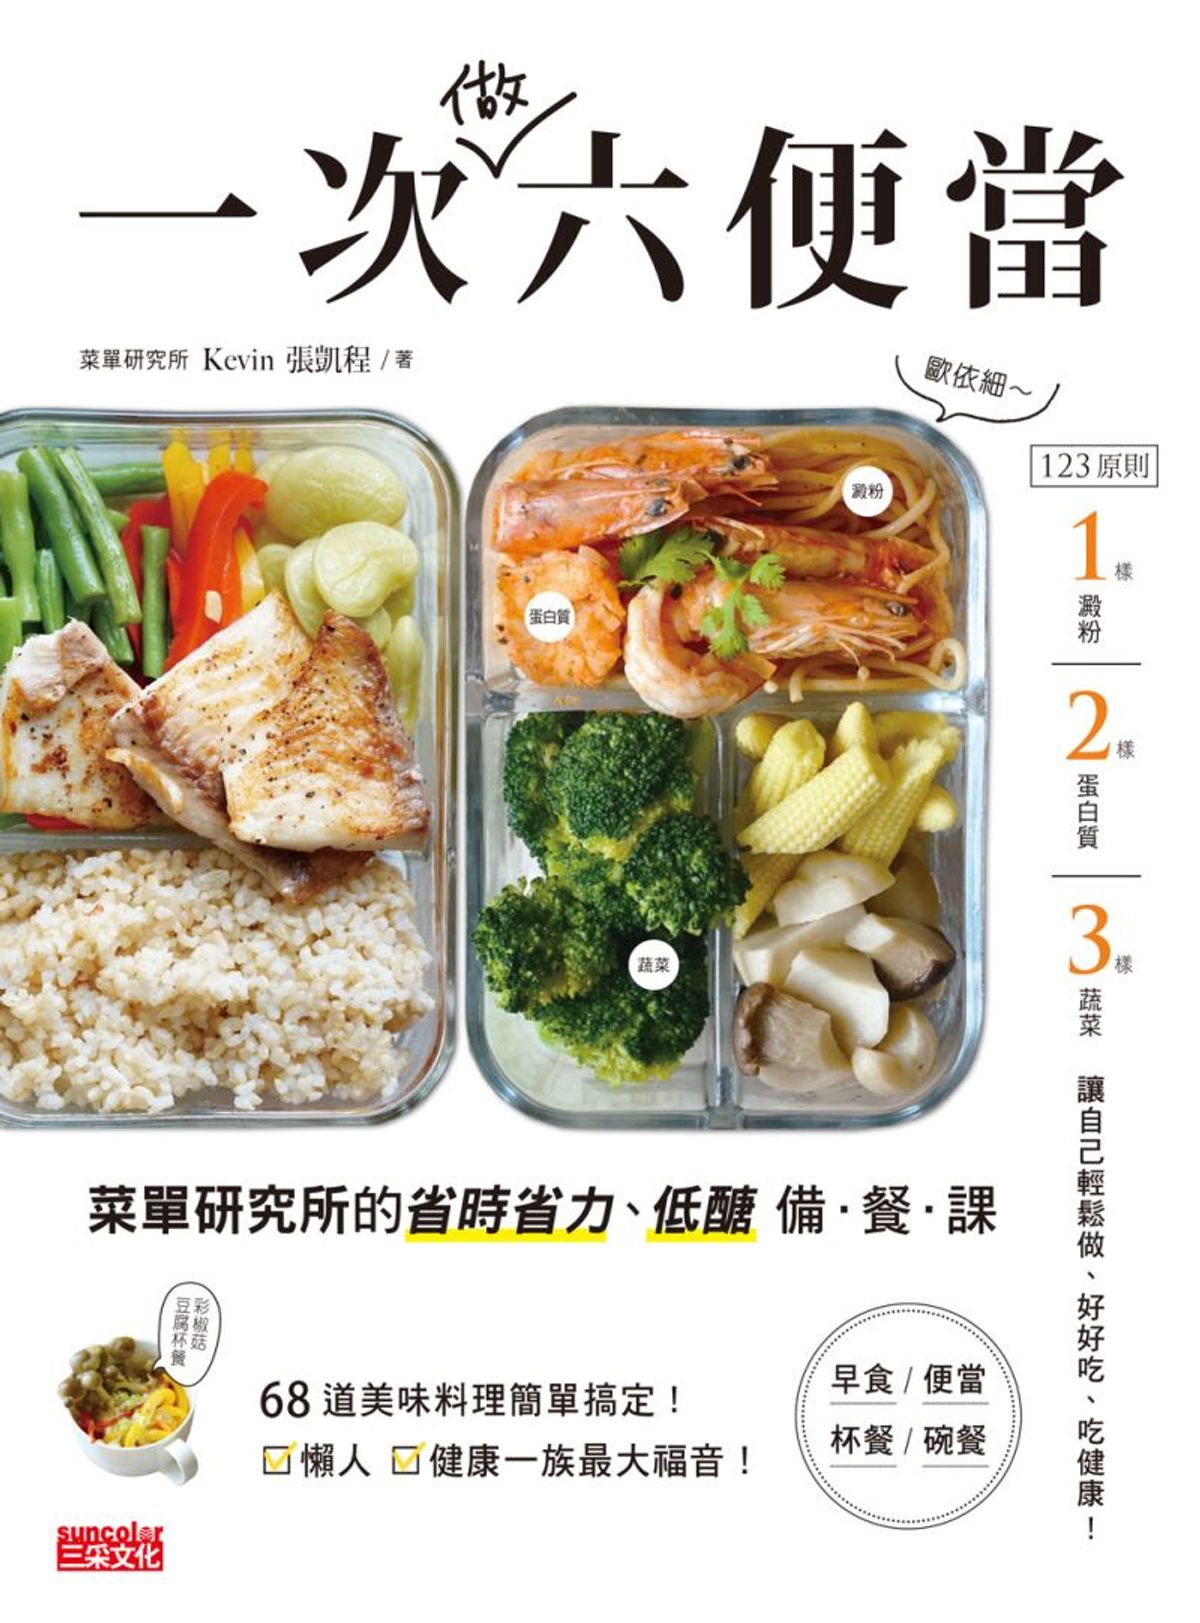 一次做六便當
菜單研究所 Kevin 張凱程 / 著
歐依細~
123 原則
1樣澱粉
2樣蛋白質
3樣蔬菜
讓自己輕鬆做、好好吃、吃健康!
澱粉
蛋白質
蔬菜
菜單研究所的省時省力、低醣 備・餐・課
彩椒菇
豆腐杯餐
68 道美味料理簡單搞定!
懶人 健康一族最大福音!
早食 / 便當
杯餐 / 碗餐
suncolor
三采文化